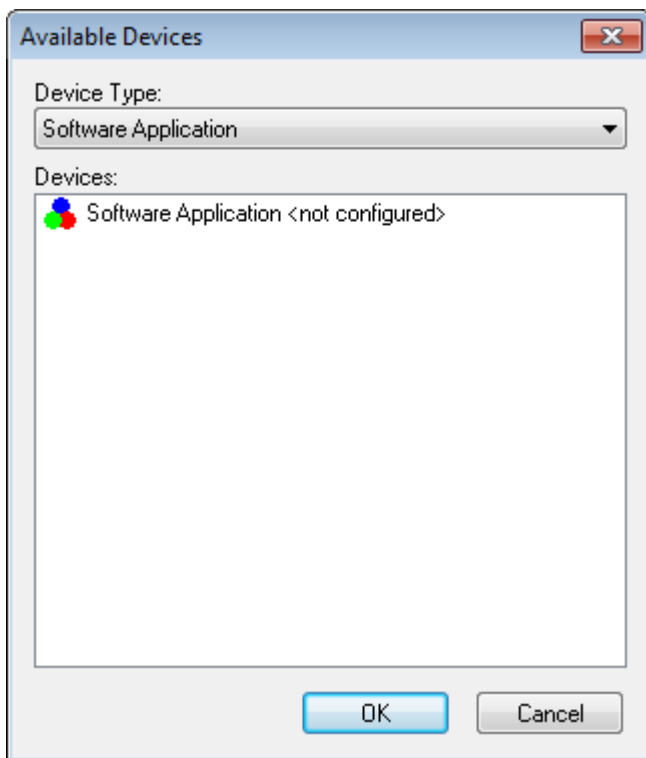 Available Devices
Device Type:
Software Application
Devices:
Software Application <not configured>
OK
Cancel